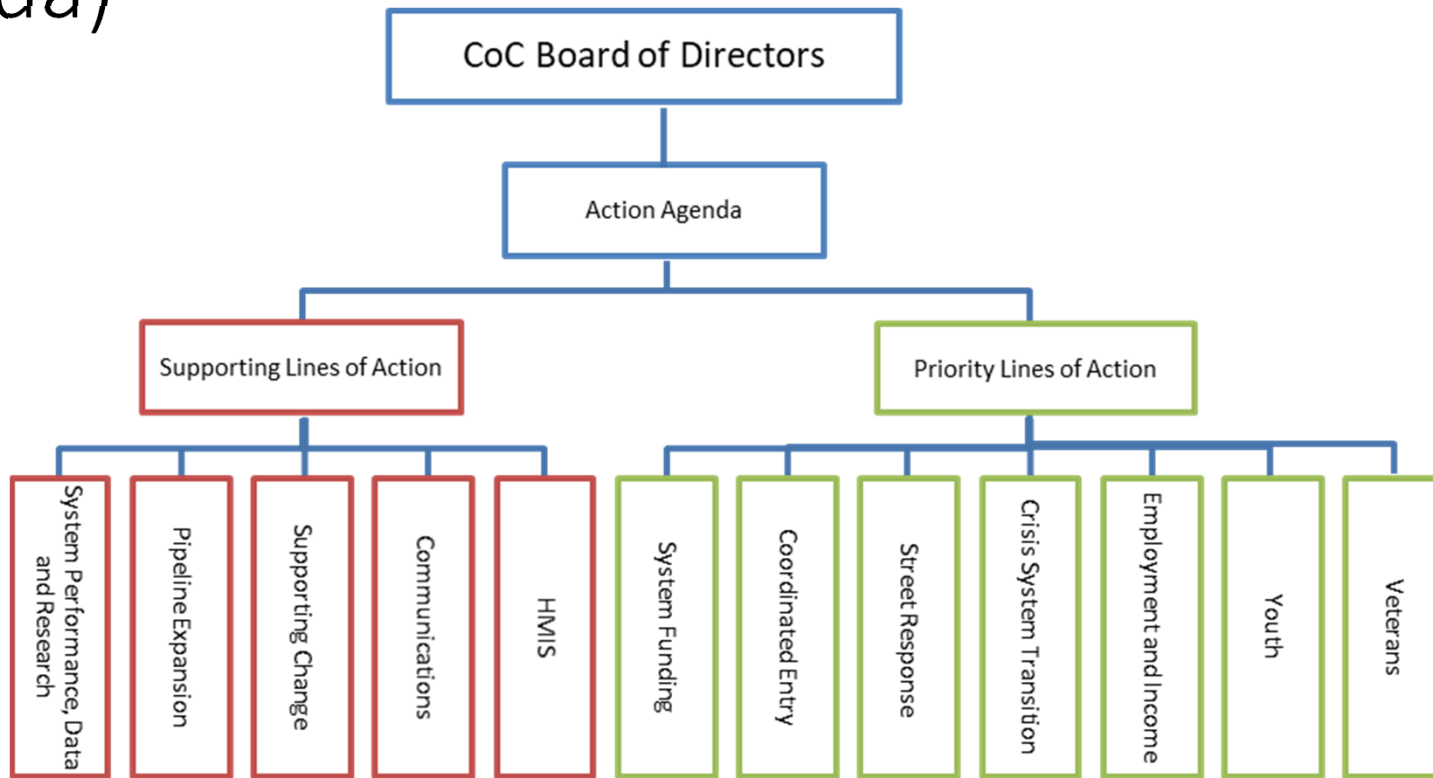 da)
CoC Board of Directors
Action Agenda
Supporting Lines of Action
Priority Lines of Action
System Performance, Data
and Research
Pipeline Expansion
Supporting Change
Communications
HMIS
System Funding
Coordinated Entry
Street Response
Crisis System Transition
Employment and Income
Youth
Veterans